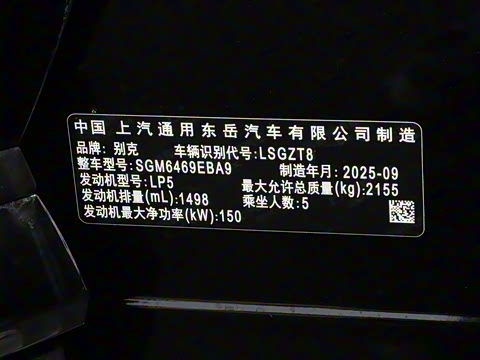 中国 上汽通用东岳汽车有限公司制造
品牌: 别克 车辆识别代号:LSGZT8
整车型号:SGM6469EBA9 制造年月: 2025-09
发动机型号:LP5 最大允许总质量(kg):2155
发动机排量(mL):1498 乘坐人数:5
发动机最大净功率(kW):150